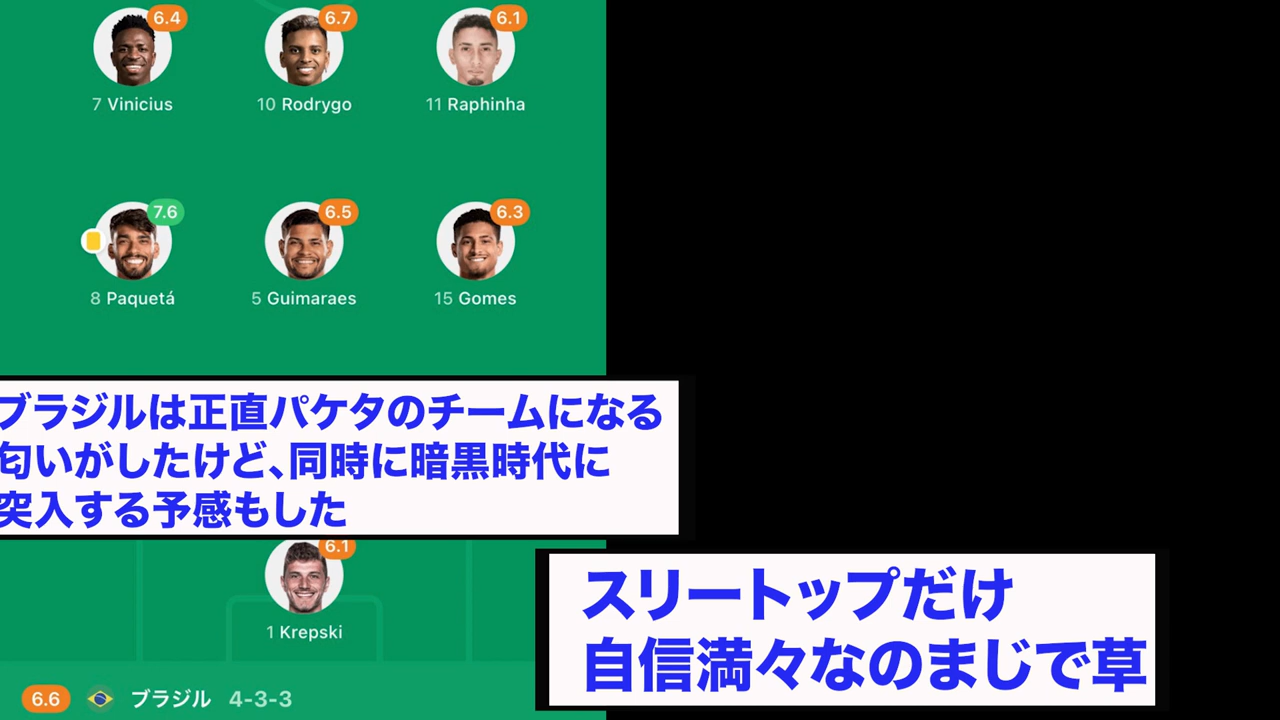 6.4
6.7
6.1
7 Vinicius
10 Rodrygo
11 Raphinha
7.6
6.5
6.3
8 Paquetá
5 Guimaraes
15 Gomes
ブラジルは正直パケタのチームになる
匂いがしたけど、同時に暗黒時代に
突入する予感もした
6.1
1 Krepski
スリートップだけ
自信満々なのまじで草
6.6 ブラジル 4-3-3